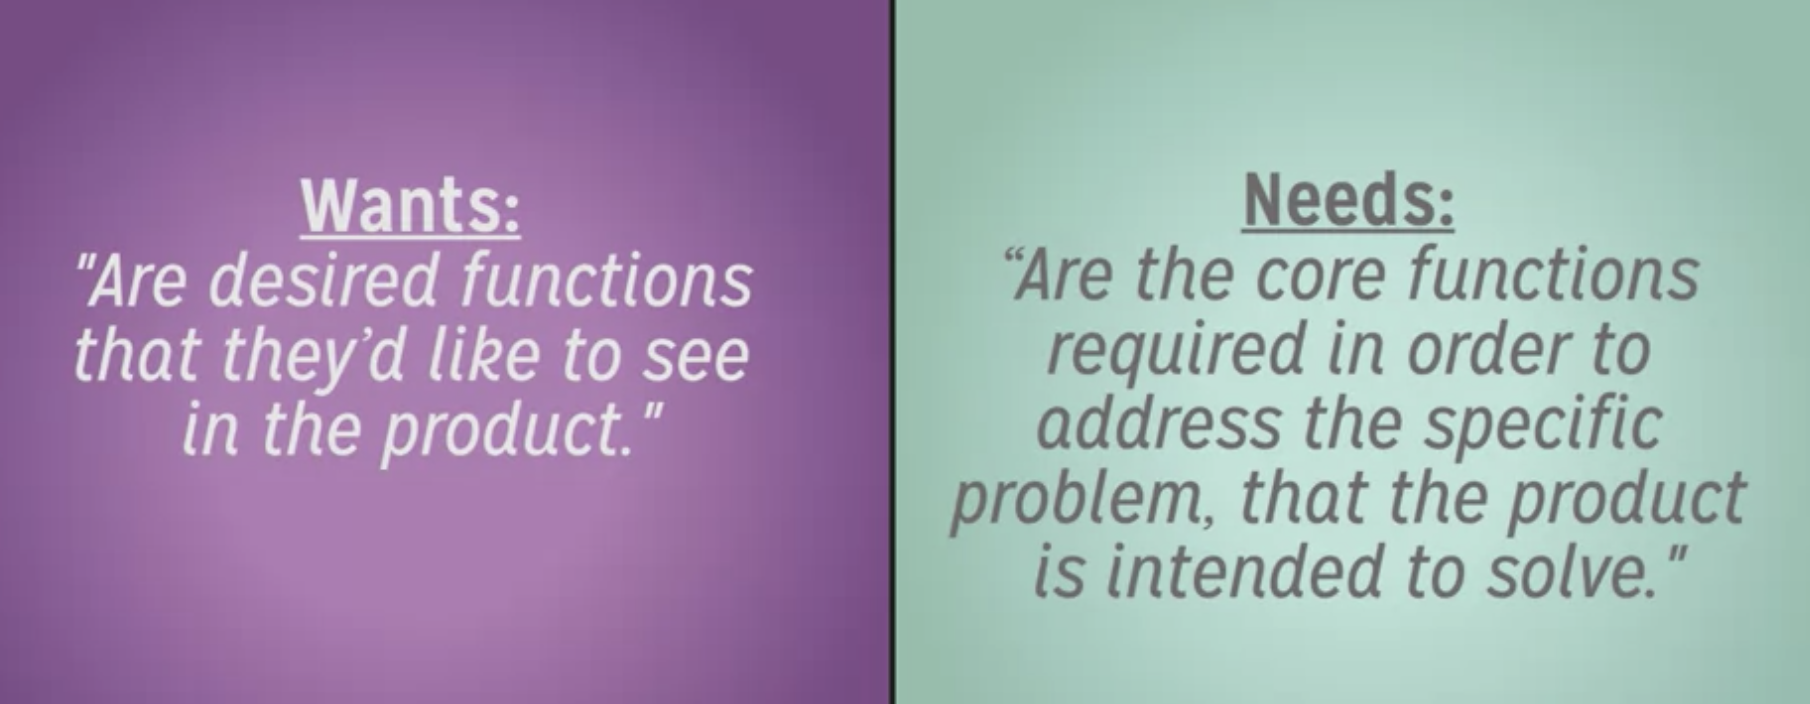 Wants:
"Are desired functions
that they’d like to see
in the product."
Needs:
“Are the core functions
required in order to
address the specific
problem, that the product
is intended to solve."